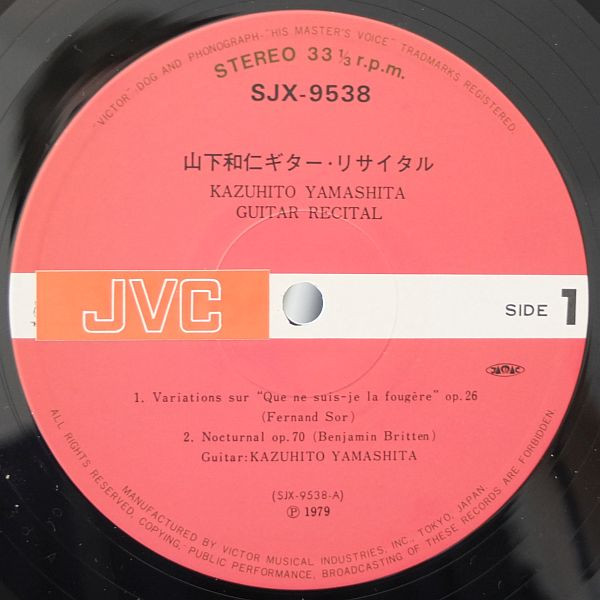 "VICTOR"-DOG AND PHONOGRAPH-"HIS MASTER'S VOICE" TRADMARKS REGISTERED.
STEREO 33 1/3 r.p.m.
SJX-9538
山下和仁ギター・リサイタル
KAZUHITO YAMASHITA
GUITAR RECITAL
JVC
SIDE 1
1. Variations sur "Que ne suis-je la fougère" op.26
(Fernand Sor)
2. Nocturnal op.70 (Benjamin Britten)
Guitar:KAZUHITO YAMASHITA
(SJX-9538-A)
Ⓟ 1979
ALL RIGHTS RESERVED, COPYING, PUBLIC PERFORMANCE, BROADCASTING OF THESE RECORDS ARE FORBIDDEN.
MANUFACTURED BY VICTOR MUSICAL INDUSTRIES, INC., TOKYO, JAPAN.